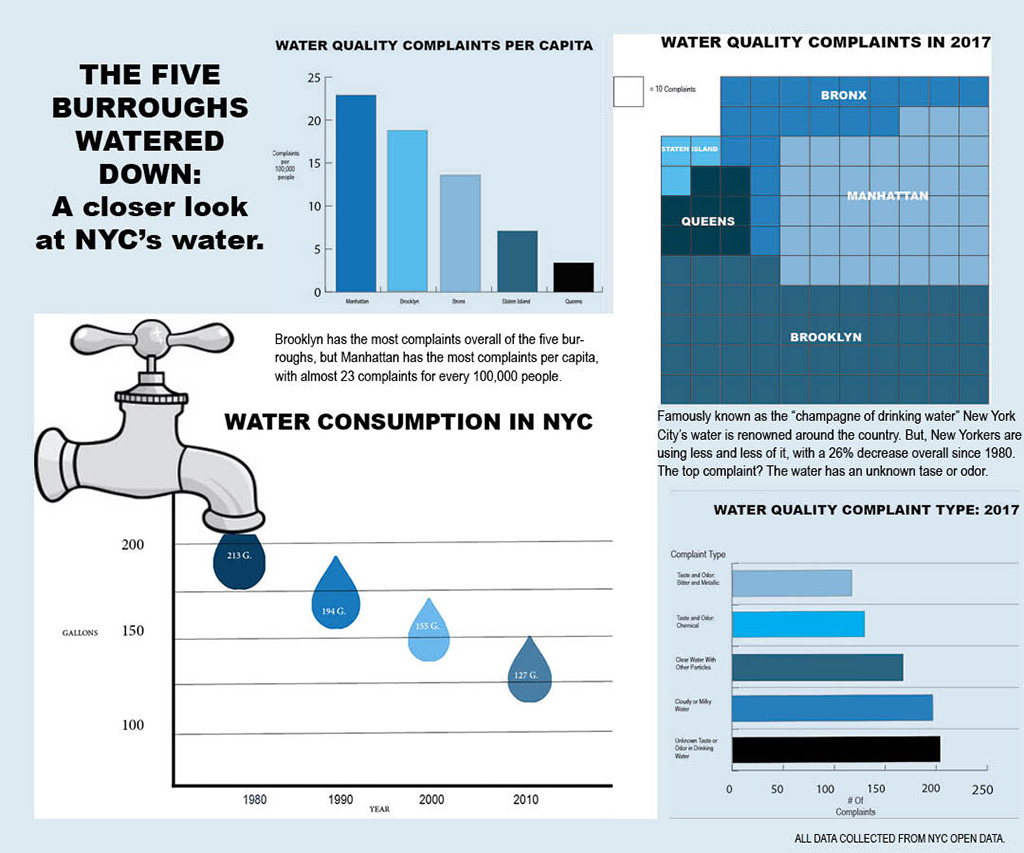 THE FIVE
BURROUGHS
WATERED
DOWN:
A closer look
at NYC's water.
WATER QUALITY COMPLAINTS PER CAPITA
25
20
15
10
5
0
Complaints
per
100,000
people
Manhattan
Brooklyn
Bronx
Staten Island
Queens
Brooklyn has the most complaints overall of the five bur-
roughs, but Manhattan has the most complaints per capita,
with almost 23 complaints for every 100,000 people.
WATER QUALITY COMPLAINTS IN 2017
= 10 Complaints
BRONX
STATEN ISLAND
MANHATTAN
QUEENS
BROOKLYN
Famously known as the “champagne of drinking water” New York
City's water is renowned around the country. But, New Yorkers are
using less and less of it, with a 26% decrease overall since 1980.
The top complaint? The water has an unknown tase or odor.
WATER CONSUMPTION IN NYC
200
150
100
GALLONS
213 G.
194 G.
155 G.
127 G.
1980
1990
2000
2010
YEAR
WATER QUALITY COMPLAINT TYPE: 2017
Complaint Type
Taste and Odor:
Bitter and Metallic
Taste and Odor:
Chemical
Clear Water With
Other Particles
Cloudy or Milky
Water
Unknown Taste or
Odor in Drinking
Water
0
50
100
150
200
250
# Of
Complaints
ALL DATA COLLECTED FROM NYC OPEN DATA.